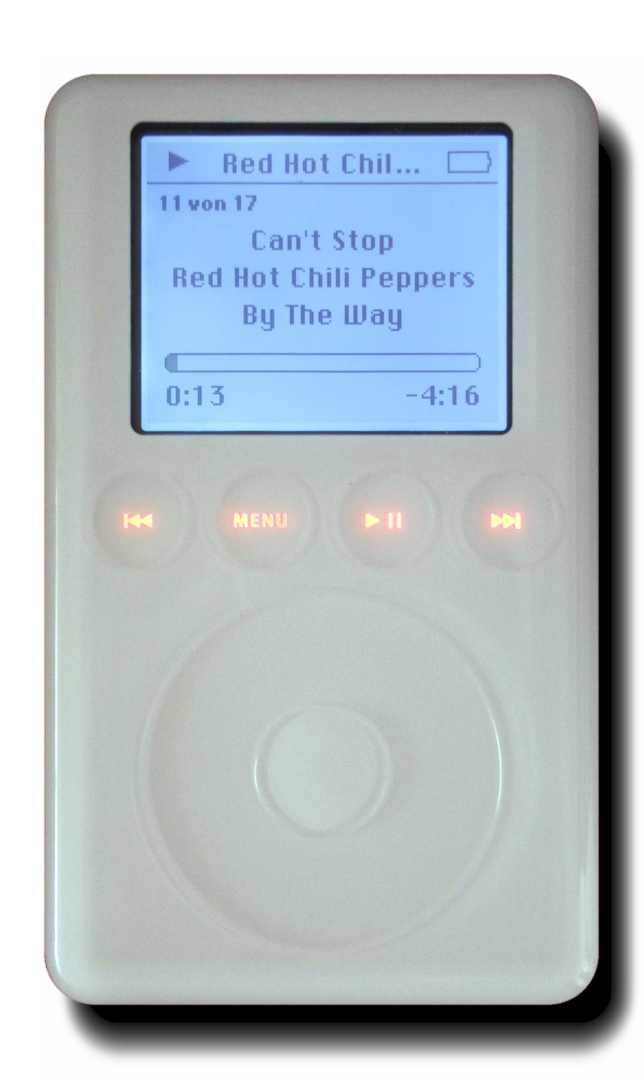 Red Hot Chil...
11 von 17
Can't Stop
Red Hot Chili Peppers
By The Way
0:13 -4:16
MENU